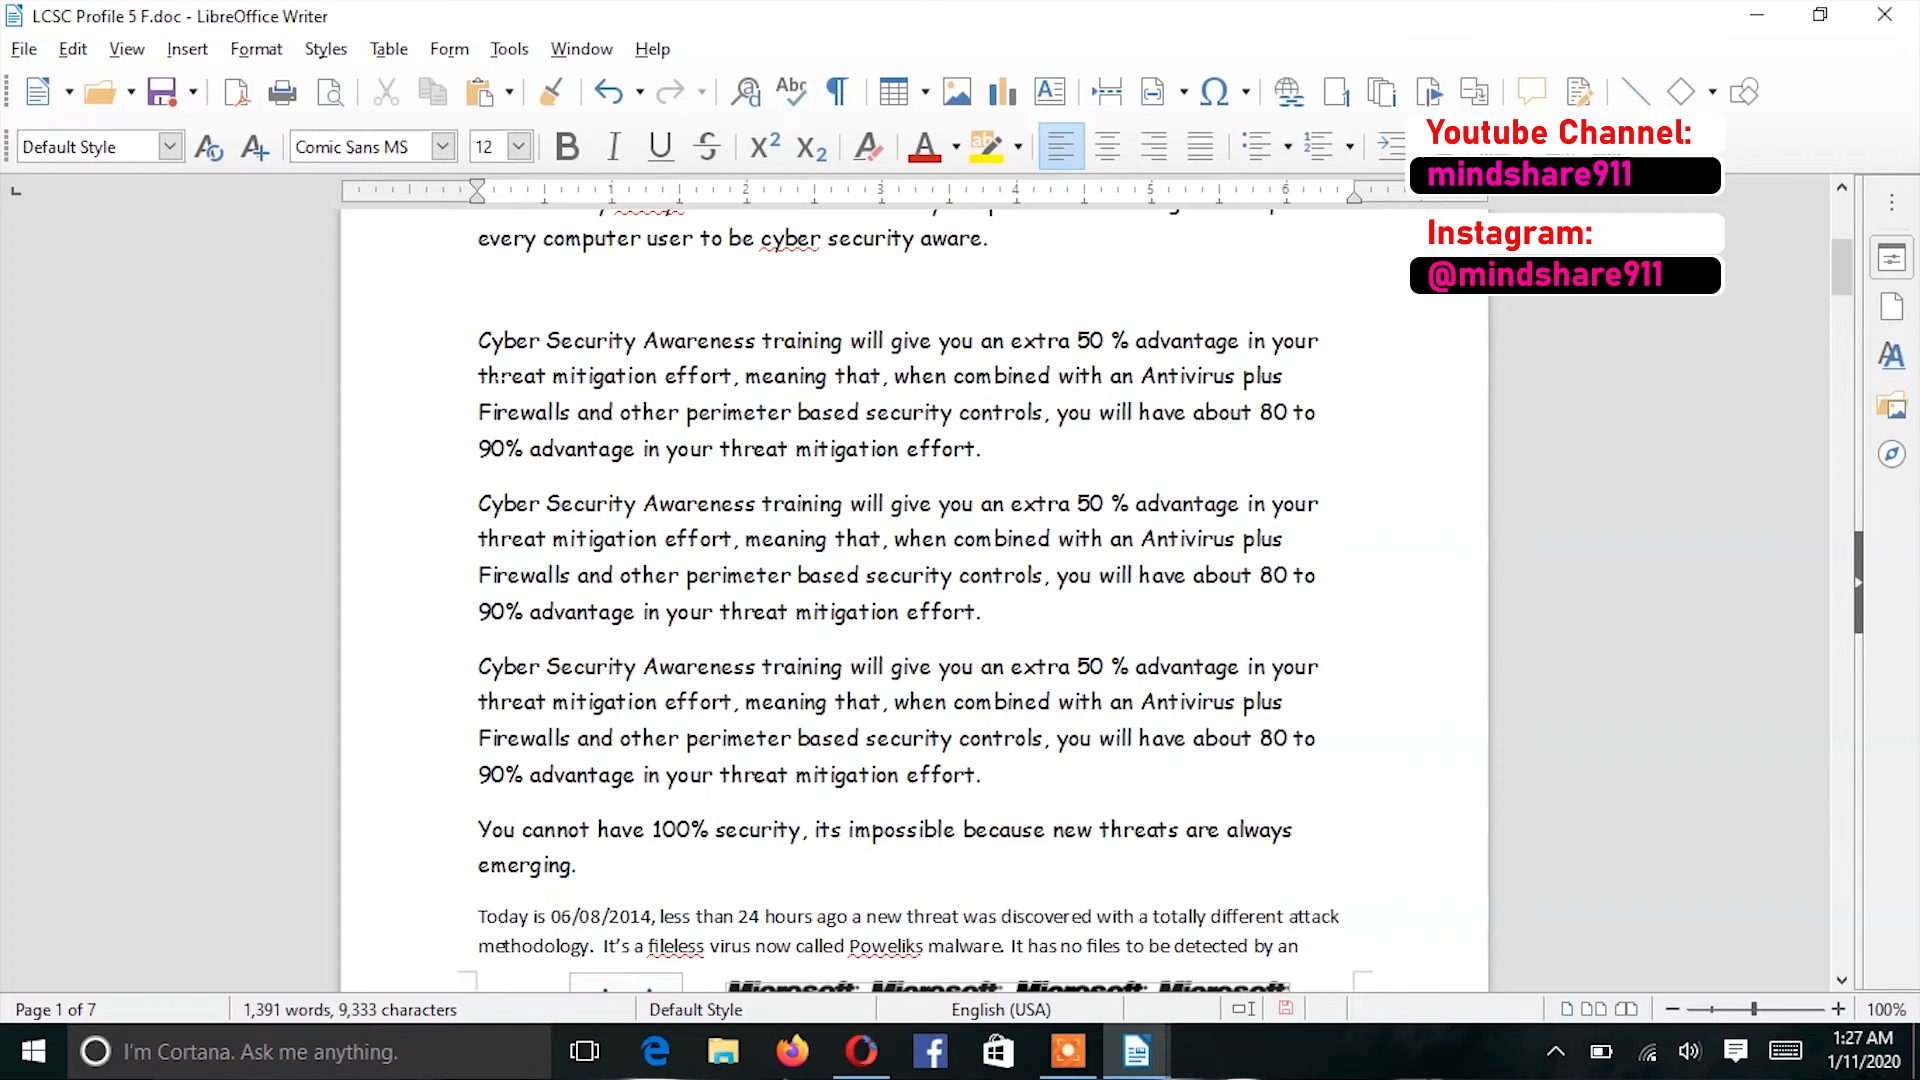 LCSC Profile 5 F.doc - LibreOffice Writer
File Edit View Insert Format Styles Table Form Tools Window Help
Default Style Comic Sans MS 12
Youtube Channel:
mindshare911
Instagram:
@mindshare911
1 2 3 4 5 6
every computer user to be cyber security aware.
Cyber Security Awareness training will give you an extra 50 % advantage in your
threat mitigation effort, meaning that, when combined with an Antivirus plus
Firewalls and other perimeter based security controls, you will have about 80 to
90% advantage in your threat mitigation effort.
Cyber Security Awareness training will give you an extra 50 % advantage in your
threat mitigation effort, meaning that, when combined with an Antivirus plus
Firewalls and other perimeter based security controls, you will have about 80 to
90% advantage in your threat mitigation effort.
Cyber Security Awareness training will give you an extra 50 % advantage in your
threat mitigation effort, meaning that, when combined with an Antivirus plus
Firewalls and other perimeter based security controls, you will have about 80 to
90% advantage in your threat mitigation effort.
You cannot have 100% security, its impossible because new threats are always
emerging.
Today is 06/08/2014, less than 24 hours ago a new threat was discovered with a totally different attack
methodology. It's a fileless virus now called Poweliks malware. It has no files to be detected by an
Microsoft Microsoft Microsoft Microsoft
Page 1 of 7 1,391 words, 9,333 characters Default Style English (USA) 100%
I'm Cortana. Ask me anything.
1:27 AM
1/11/2020